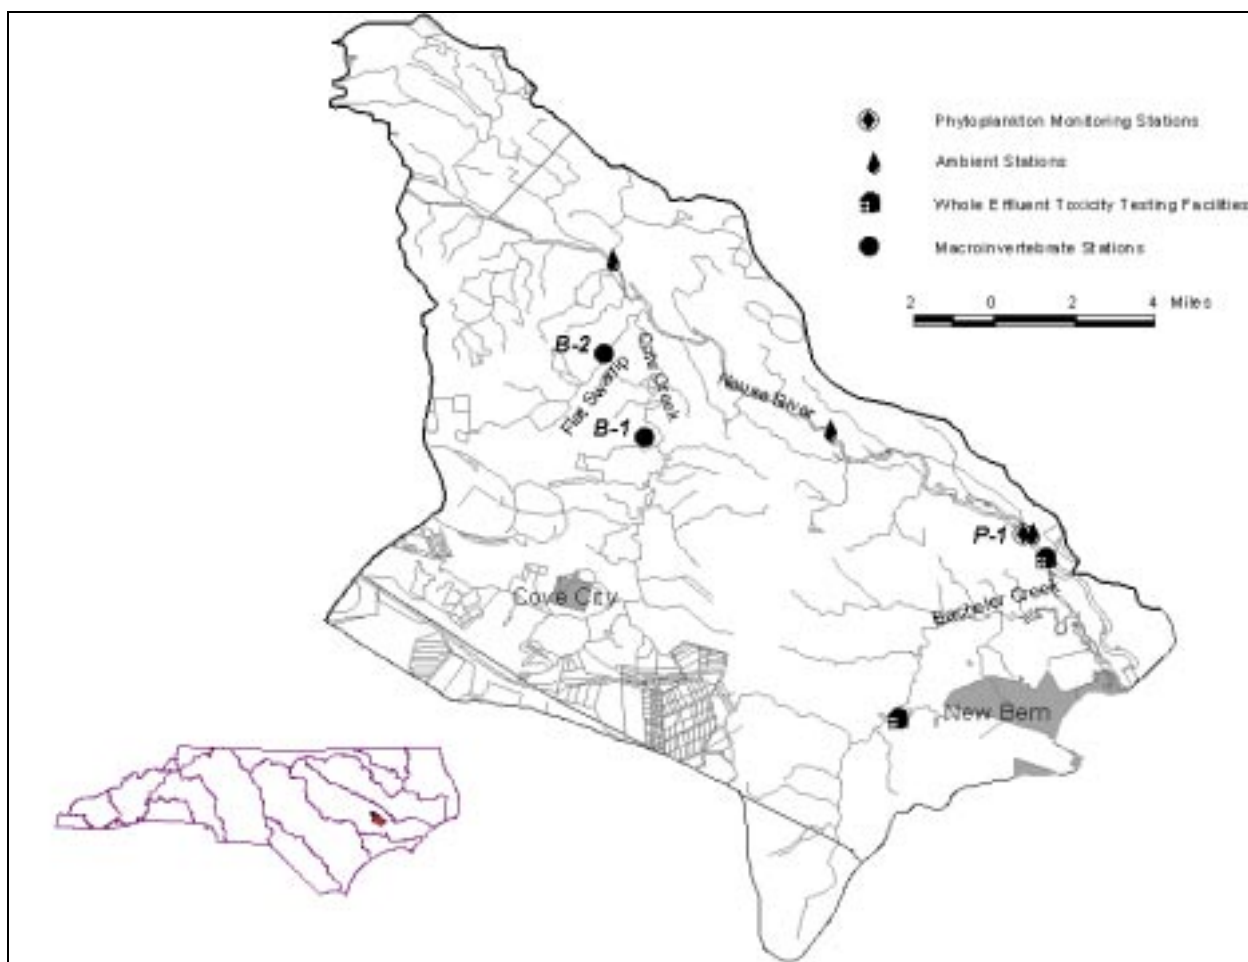 Phytoplankton Monitoring Stations
Ambient Stations
Whole Effluent Toxicity Testing Facilities
Macroinvertebrate Stations
2 0 2 4 Miles
B-2
Core Creek
Flat Swamp
Neuse River
B-1
P-1
Cove City
Bachelor Creek
New Bern